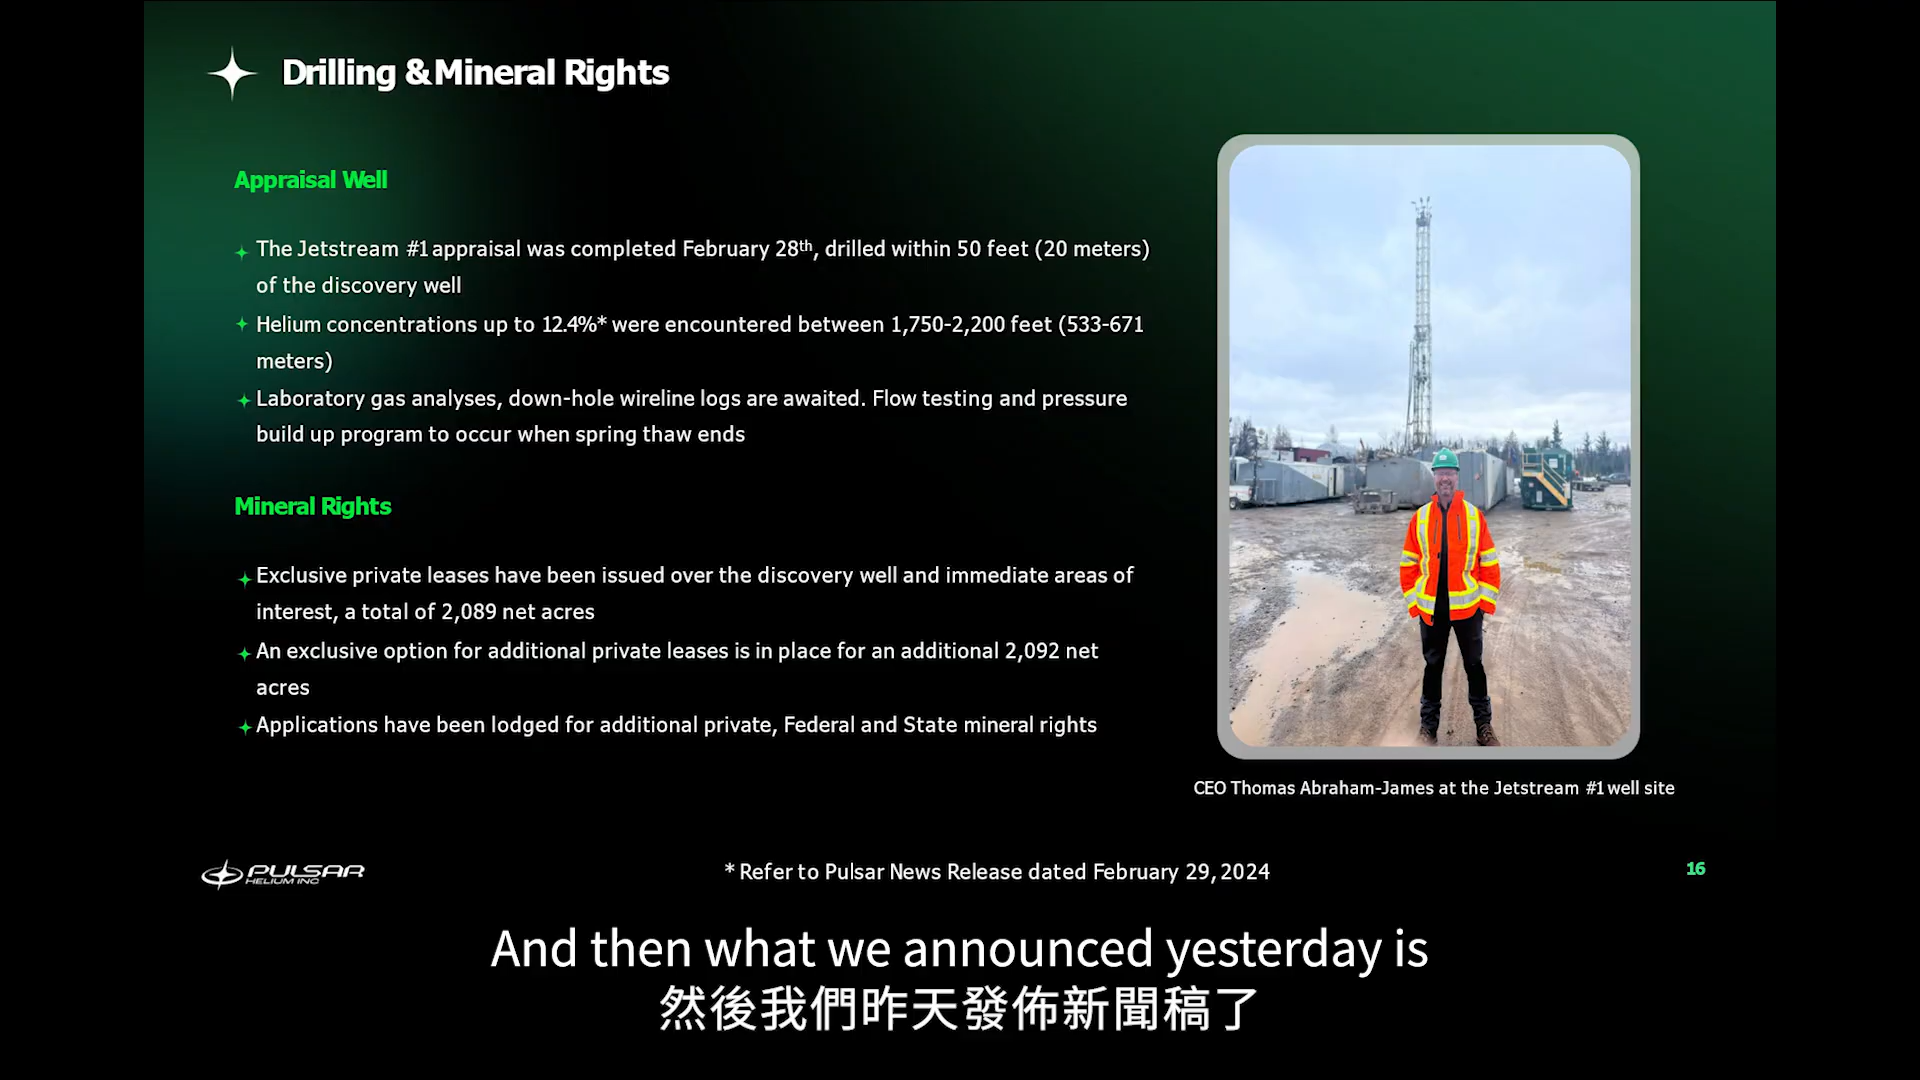 Drilling & Mineral Rights
Appraisal Well
The Jetstream #1 appraisal was completed February 28th, drilled within 50 feet (20 meters)
of the discovery well
Helium concentrations up to 12.4%* were encountered between 1,750-2,200 feet (533-671
meters)
Laboratory gas analyses, down-hole wireline logs are awaited. Flow testing and pressure
build up program to occur when spring thaw ends
Mineral Rights
Exclusive private leases have been issued over the discovery well and immediate areas of
interest, a total of 2,089 net acres
An exclusive option for additional private leases is in place for an additional 2,092 net
acres
Applications have been lodged for additional private, Federal and State mineral rights
CEO Thomas Abraham-James at the Jetstream #1 well site
PULSAR
HELIUM INC
* Refer to Pulsar News Release dated February 29, 2024
16
And then what we announced yesterday is
然後我們昨天發佈新聞稿了